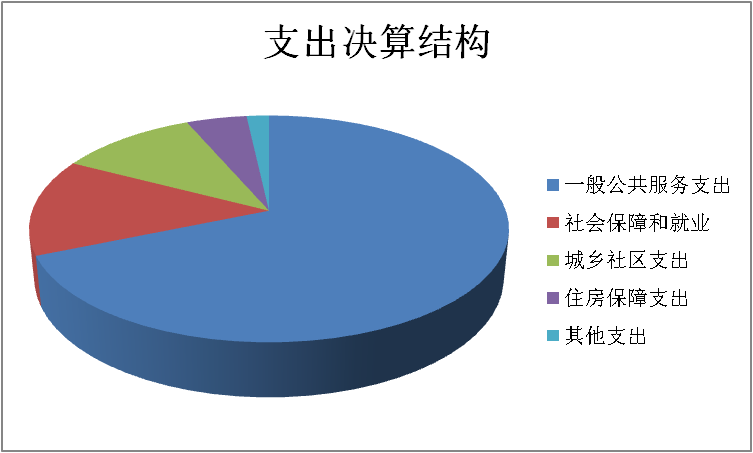 支出决算结构
一般公共服务支出
社会保障和就业
城乡社区支出
住房保障支出
其他支出